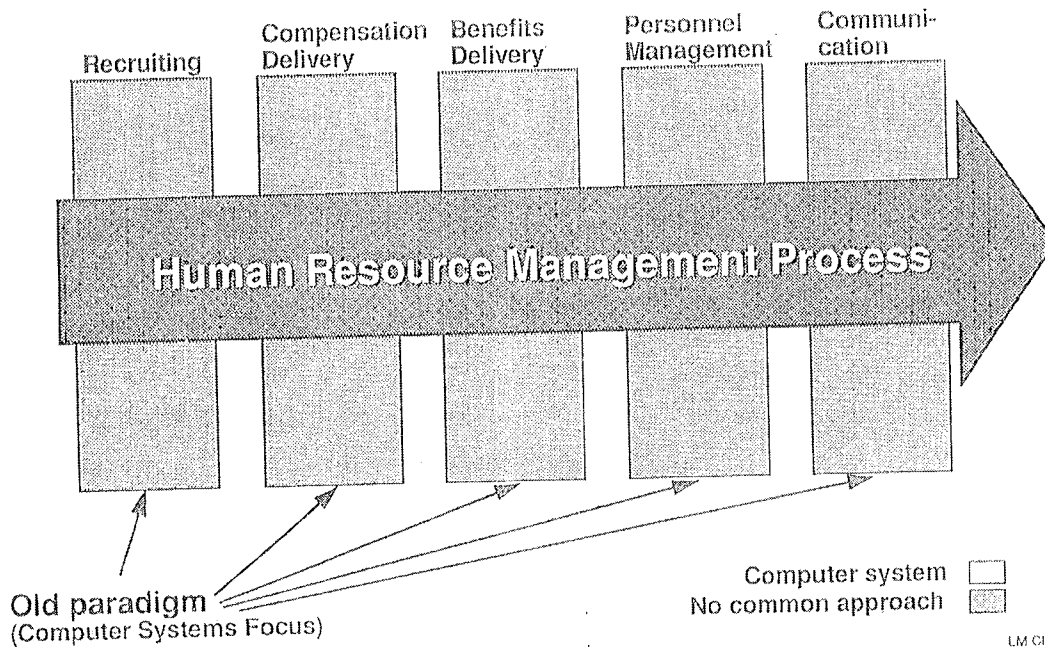 Recruiting
Compensation
Delivery
Benefits
Delivery
Personnel
Management
Communi-
cation
Human Resource Management Process
Old paradigm
(Computer Systems Focus)
Computer system
No common approach
LM